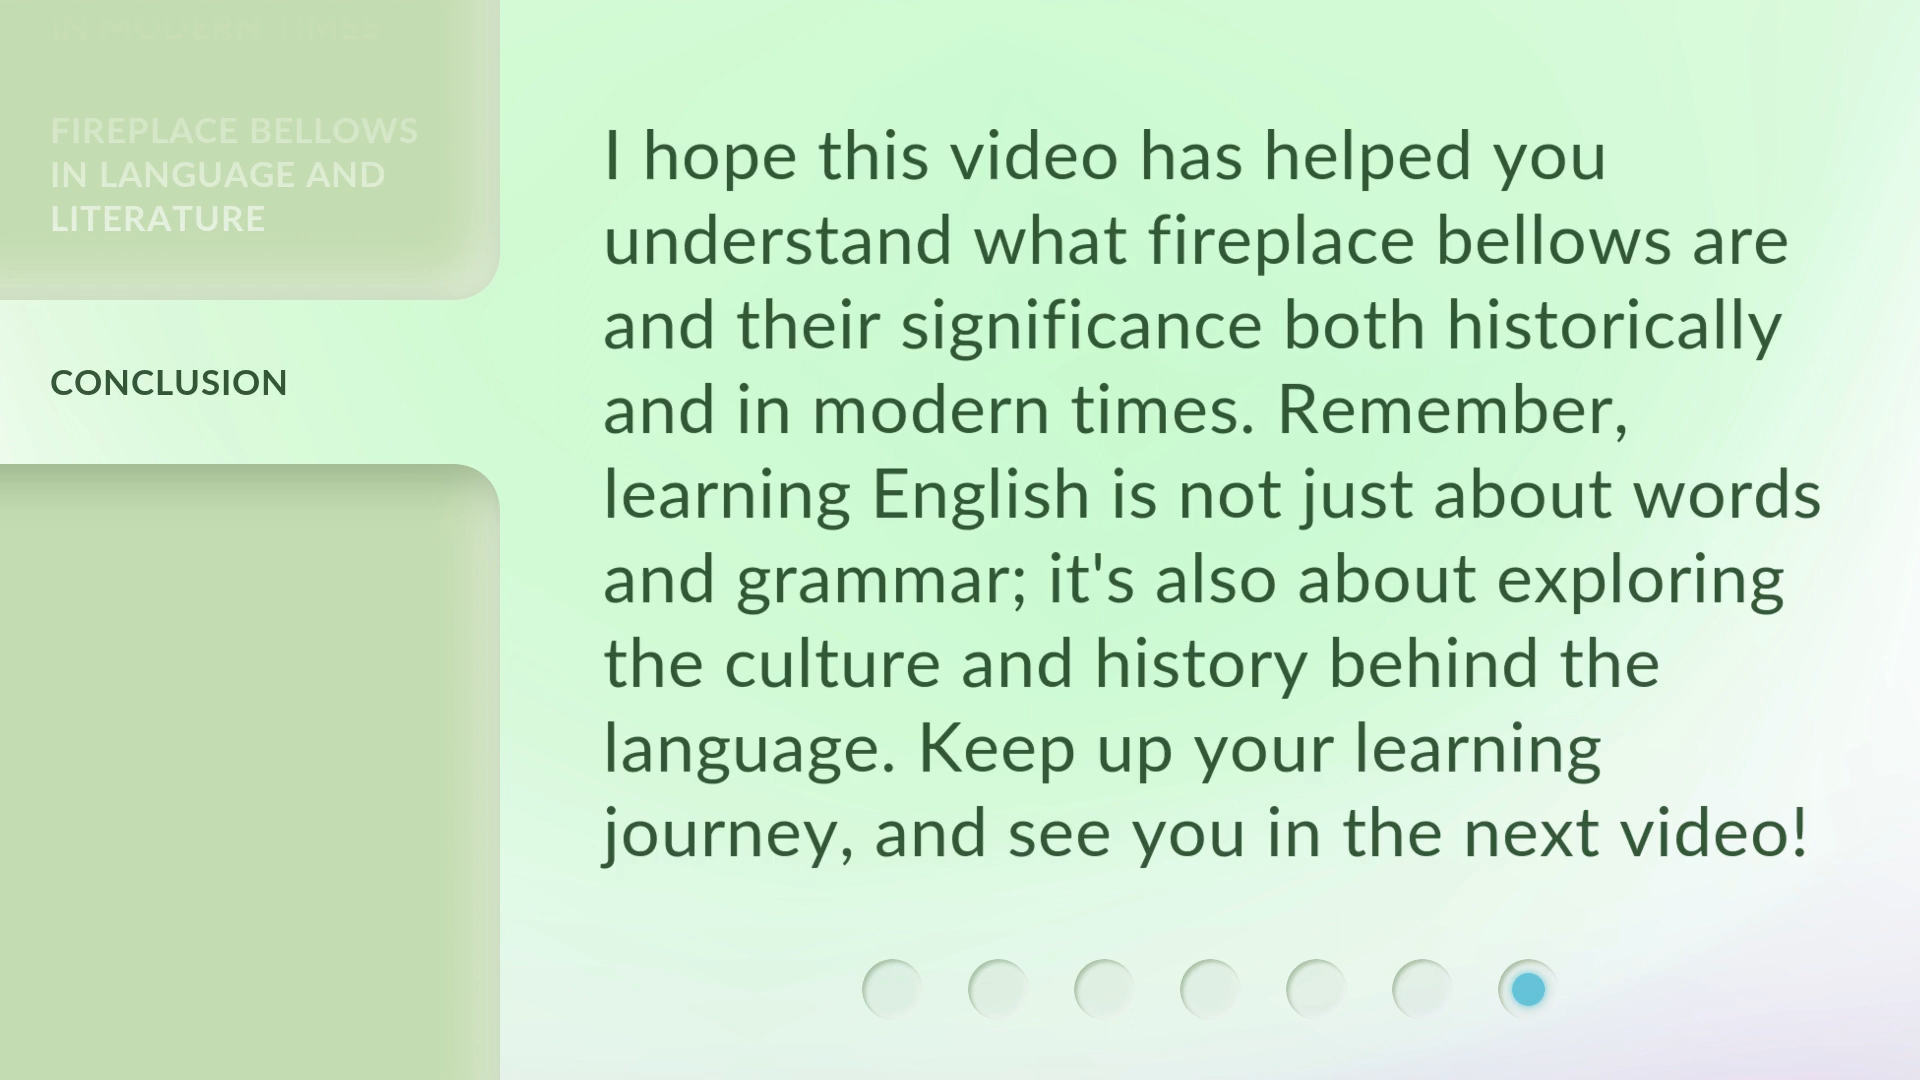 IN MODERN TIMES
FIREPLACE BELLOWS
IN LANGUAGE AND
LITERATURE
CONCLUSION
I hope this video has helped you
understand what fireplace bellows are
and their significance both historically
and in modern times. Remember,
learning English is not just about words
and grammar; it's also about exploring
the culture and history behind the
language. Keep up your learning
journey, and see you in the next video!